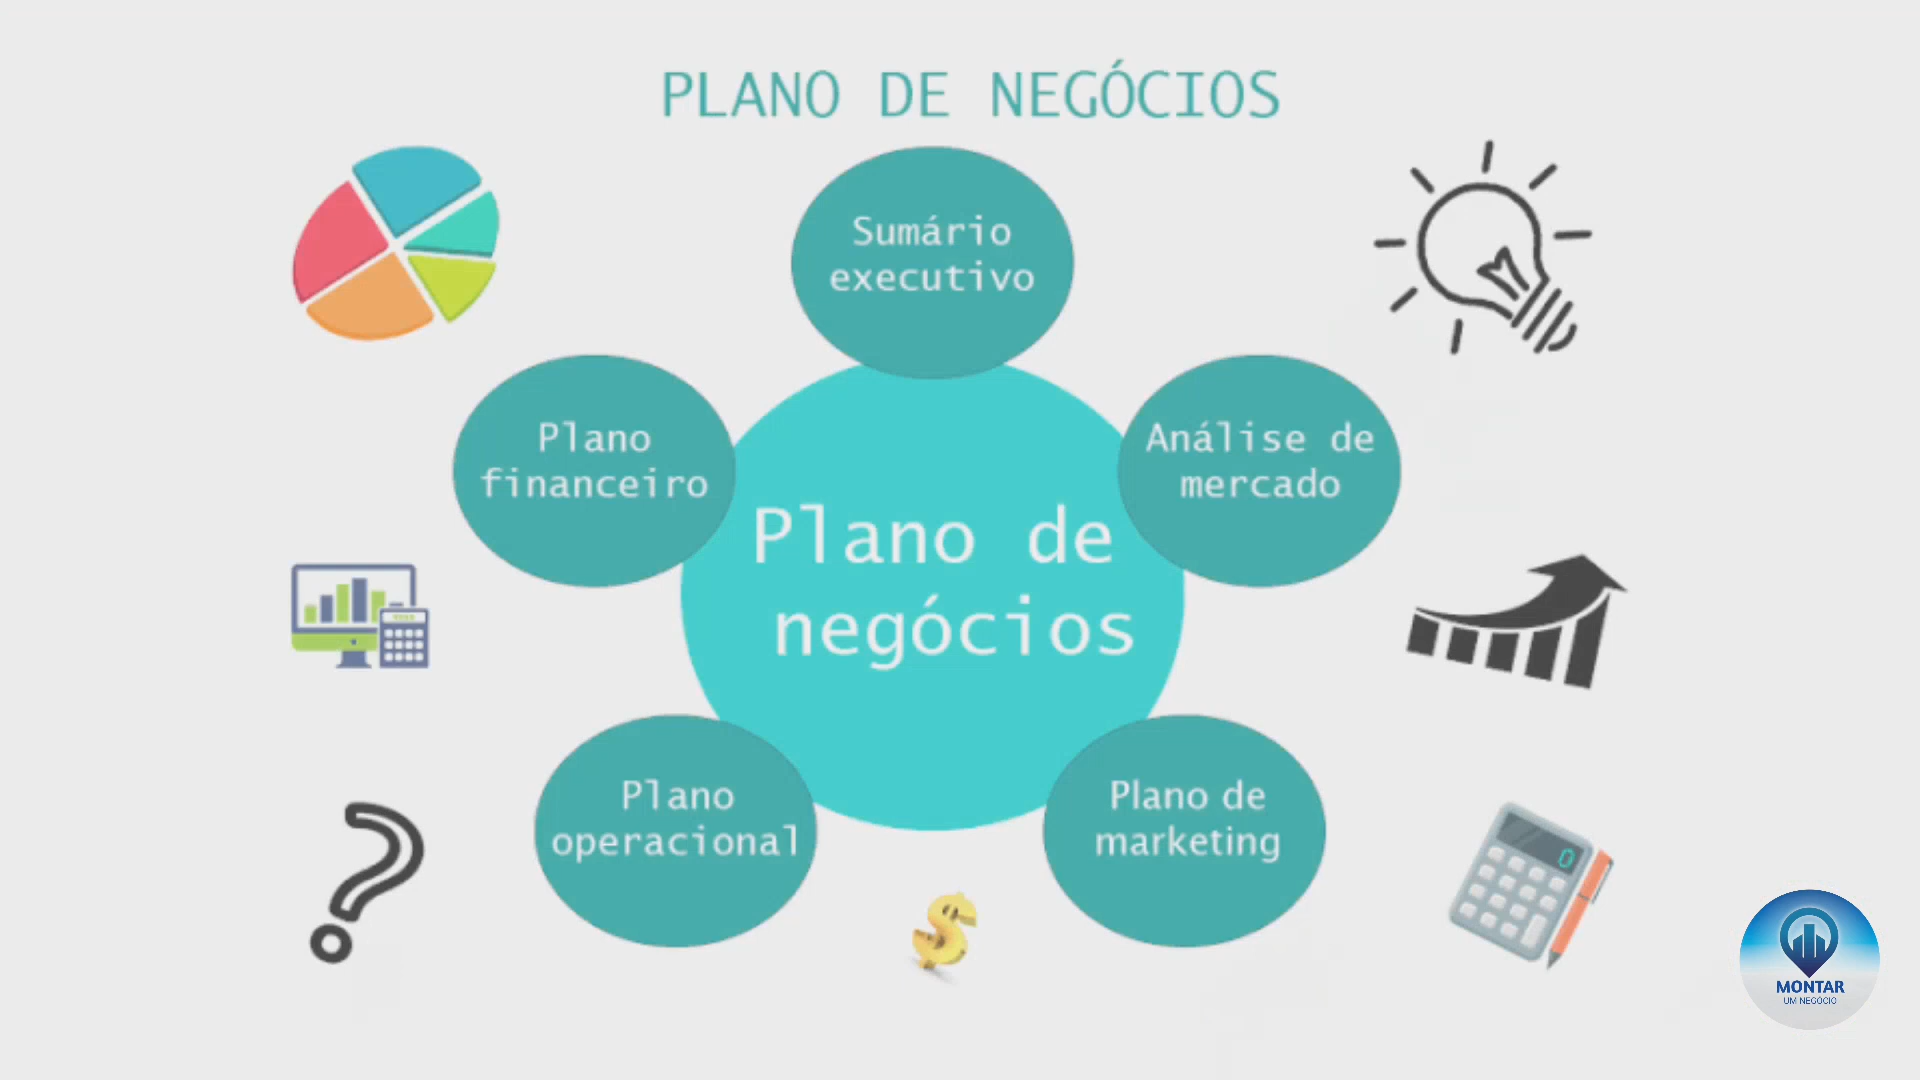 PLANO DE NEGÓCIOS
Sumário
executivo
Plano
financeiro
Análise de
mercado
Plano de
negócios
Plano
operacional
Plano de
marketing
0
MONTAR
UM NEGÓCIO